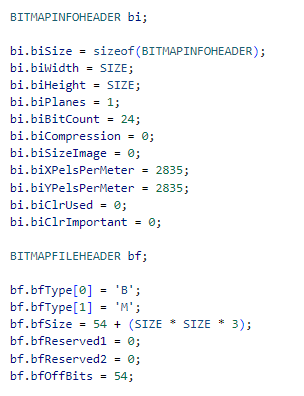 BITMAPINFOHEADER bi;
bi.biSize = sizeof(BITMAPINFOHEADER);
bi.biWidth = SIZE;
bi.biHeight = SIZE;
bi.biPlanes = 1;
bi.biBitCount = 24;
bi.biCompression = 0;
bi.biSizeImage = 0;
bi.biXPelsPerMeter = 2835;
bi.biYPelsPerMeter = 2835;
bi.biClrUsed = 0;
bi.biClrImportant = 0;
BITMAPFILEHEADER bf;
bf.bfType[0] = 'B';
bf.bfType[1] = 'M';
bf.bfSize = 54 + (SIZE * SIZE * 3);
bf.bfReserved1 = 0;
bf.bfReserved2 = 0;
bf.bfOffBits = 54;